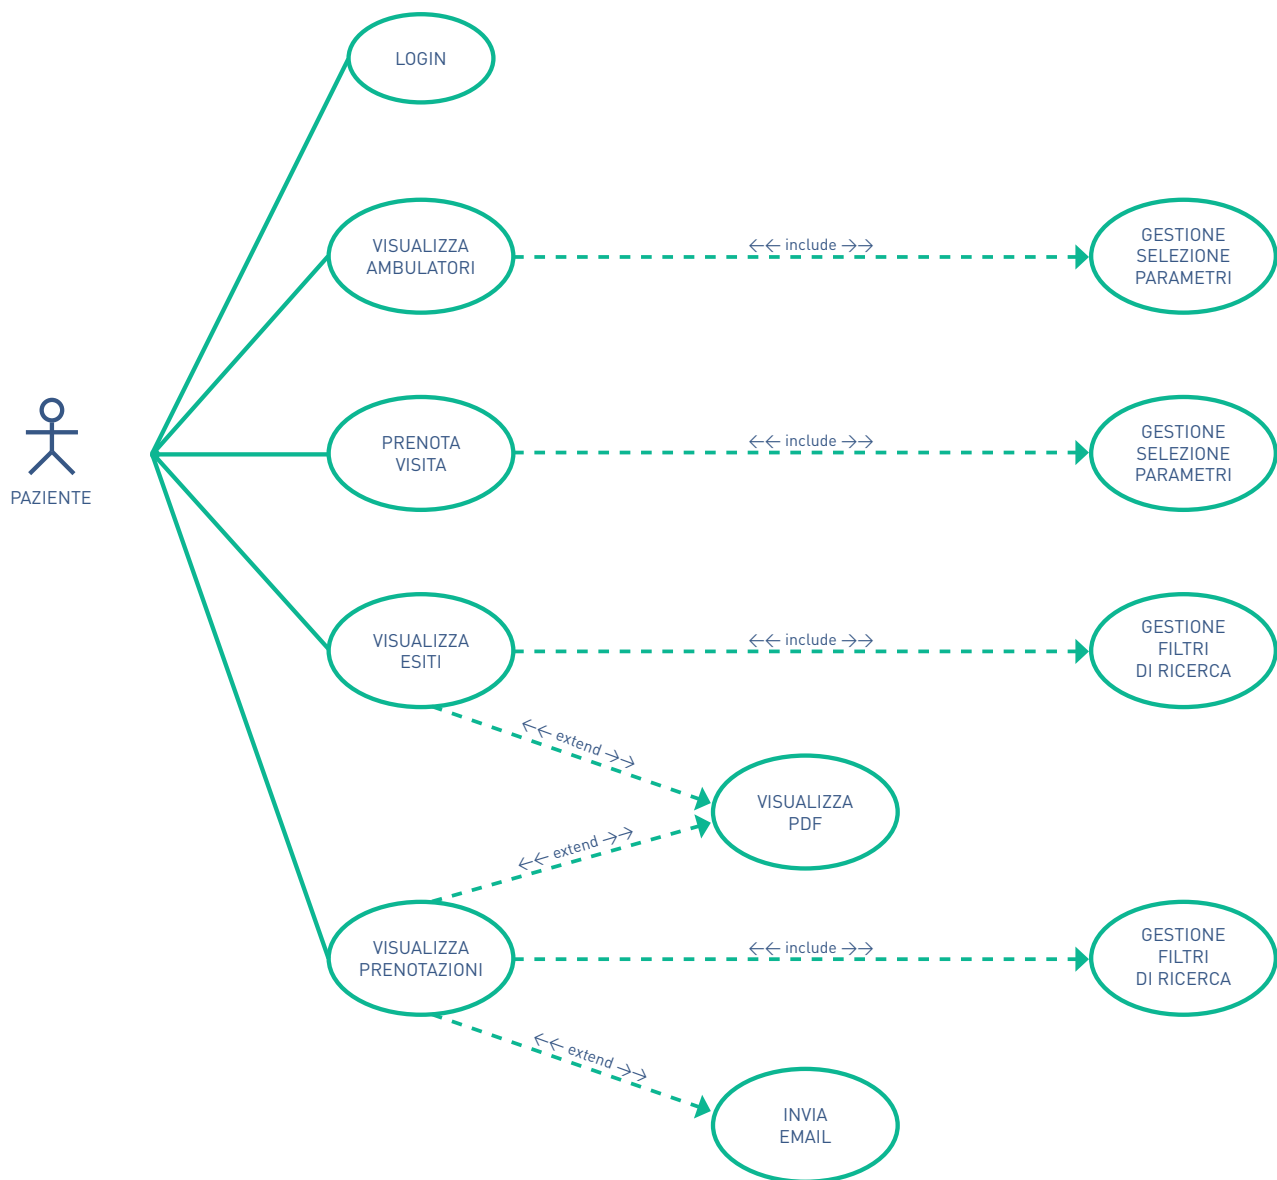 LOGIN
VISUALIZZA
AMBULATORI
←← include →→
GESTIONE
SELEZIONE
PARAMETRI
PAZIENTE
PRENOTA
VISITA
←← include →→
GESTIONE
SELEZIONE
PARAMETRI
VISUALIZZA
ESITI
←← include →→
GESTIONE
FILTRI
DI RICERCA
←← extend →→
VISUALIZZA
PDF
←← extend →→
VISUALIZZA
PRENOTAZIONI
←← include →→
GESTIONE
FILTRI
DI RICERCA
←← extend →→
INVIA
EMAIL